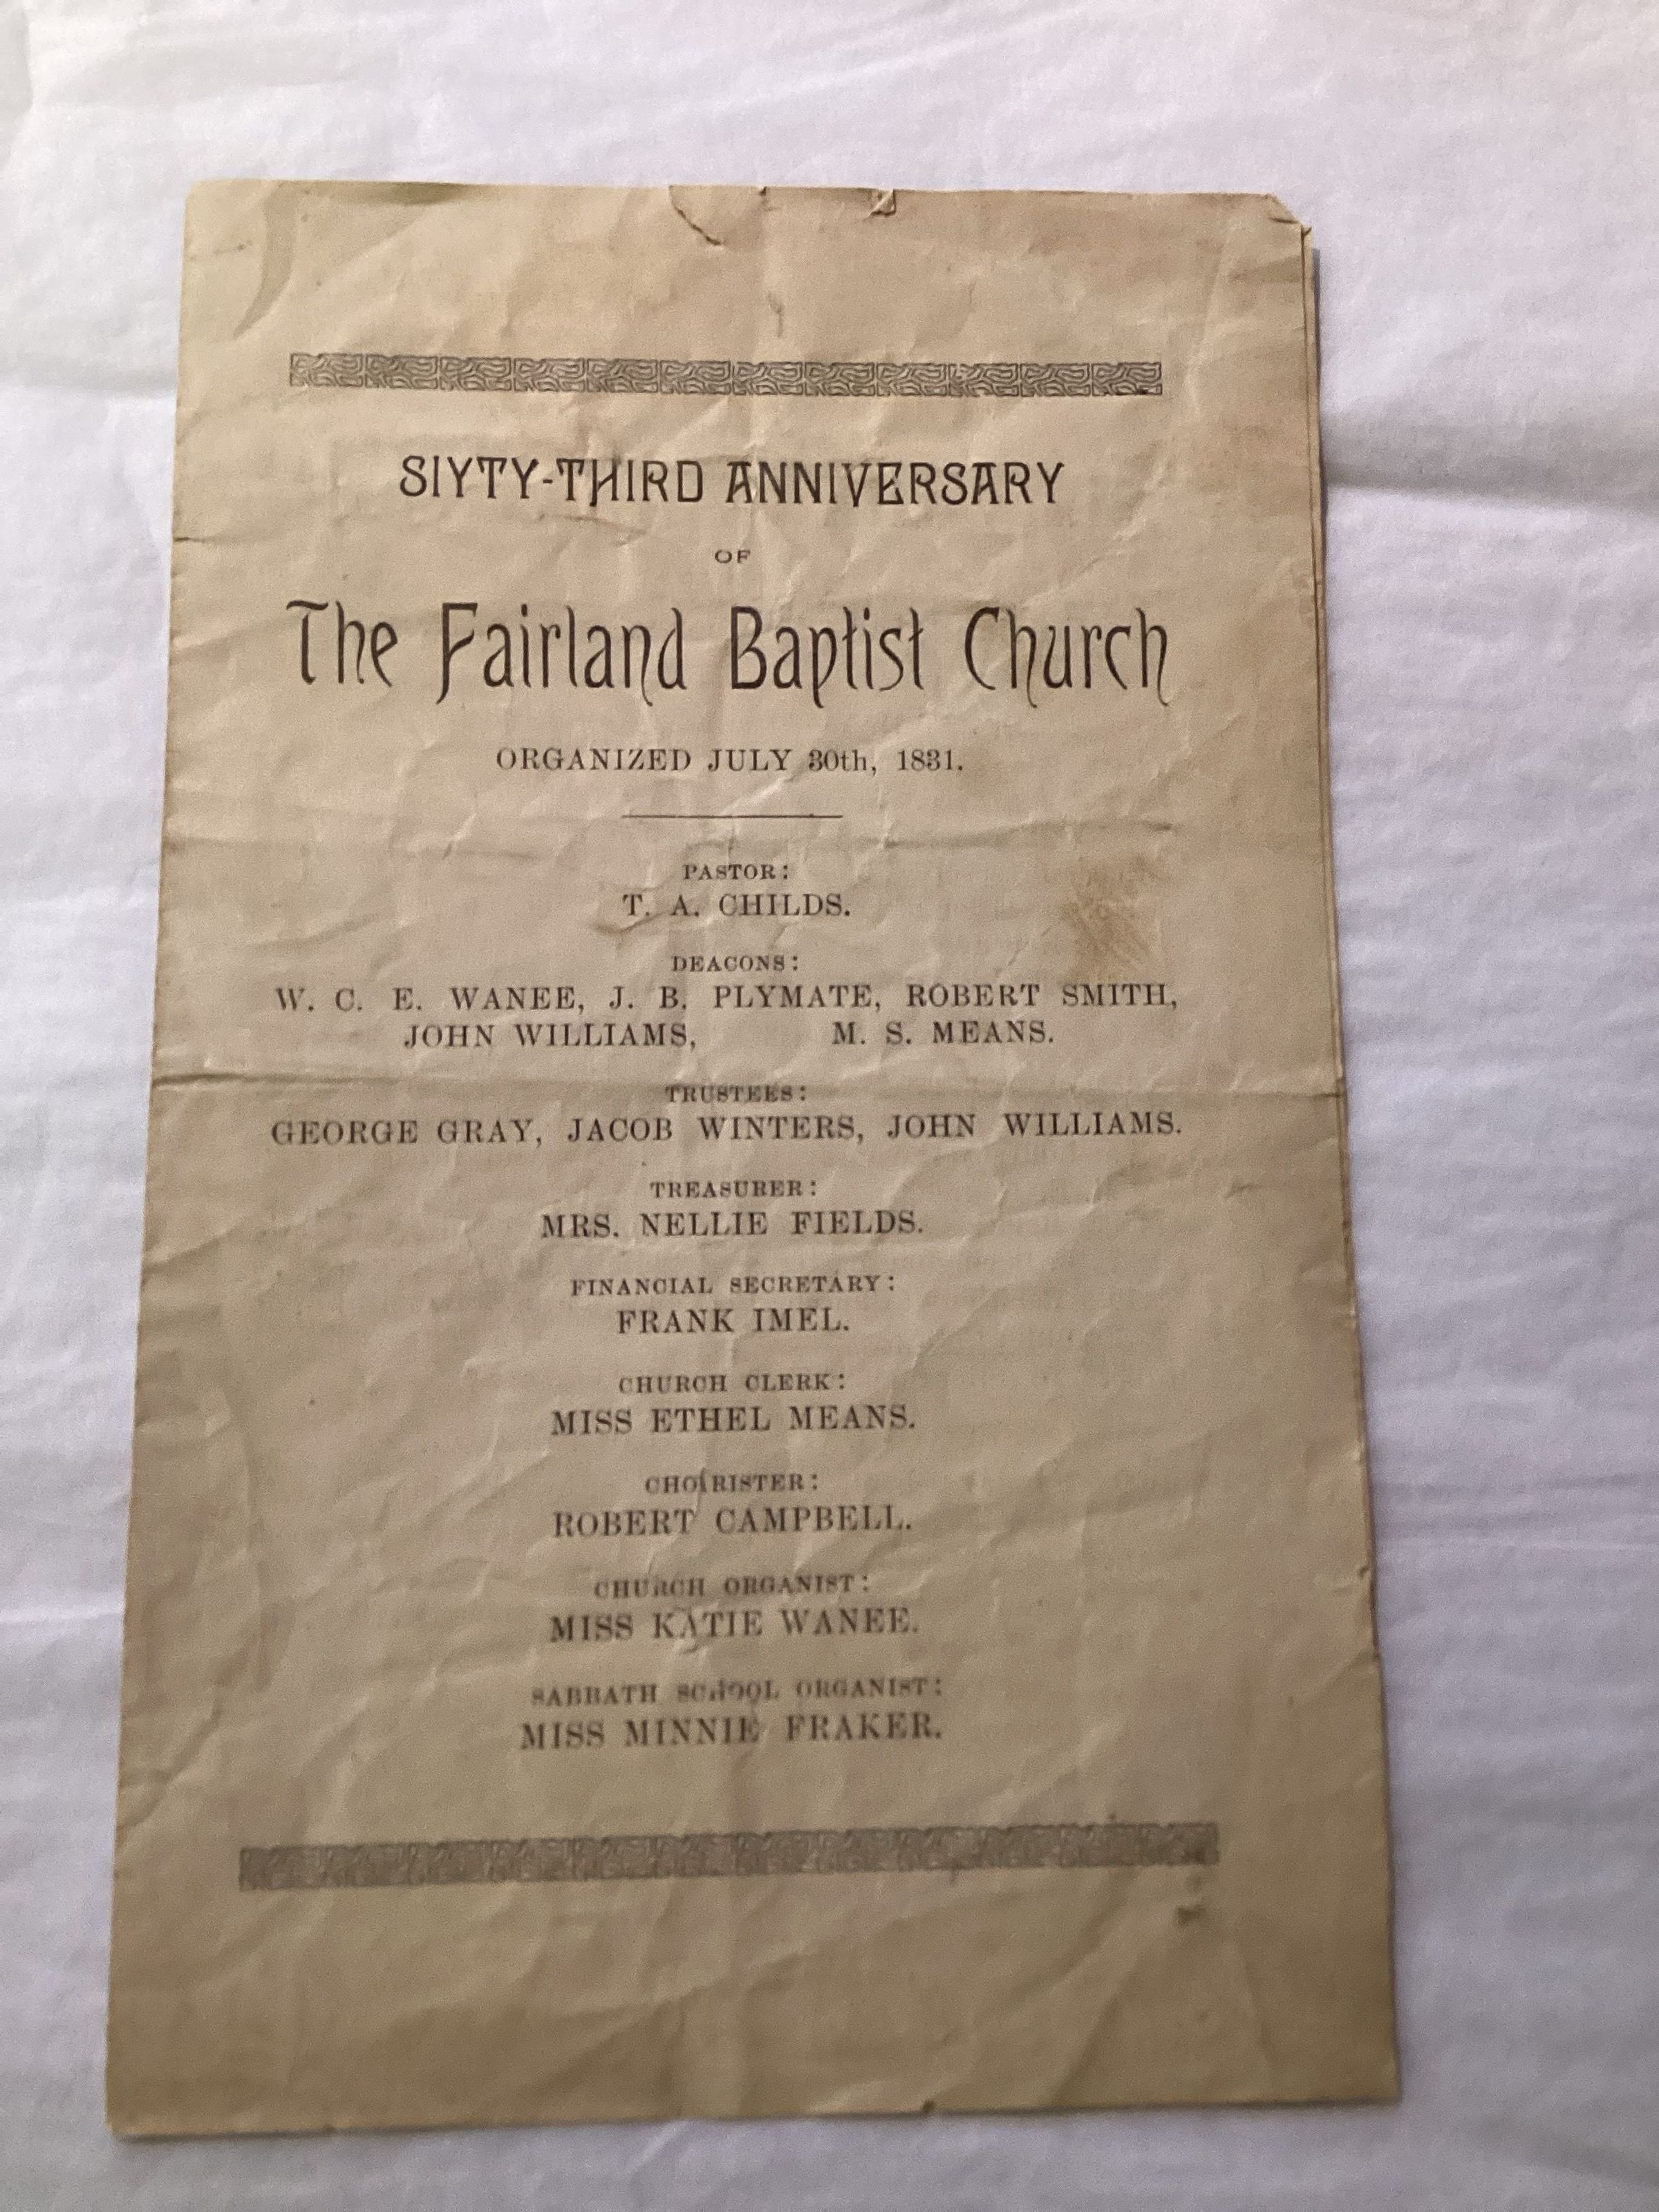 SIYTY-THIRD ANNIVERSARY
OF
The Fairland Baptist Church
ORGANIZED JULY 30th, 1831.
PASTOR:
T. A. CHILDS.
DEACONS:
W. C. E. WANEE, J. B. PLYMATE, ROBERT SMITH,
JOHN WILLIAMS, M. S. MEANS.
TRUSTEES:
GEORGE GRAY, JACOB WINTERS, JOHN WILLIAMS.
TREASURER:
MRS. NELLIE FIELDS.
FINANCIAL SECRETARY:
FRANK IMEL.
CHURCH CLERK:
MISS ETHEL MEANS.
CHOIRISTER:
ROBERT CAMPBELL.
CHURCH ORGANIST:
MISS KATIE WANEE.
SABBATH SCHOOL ORGANIST:
MISS MINNIE FRAKER.